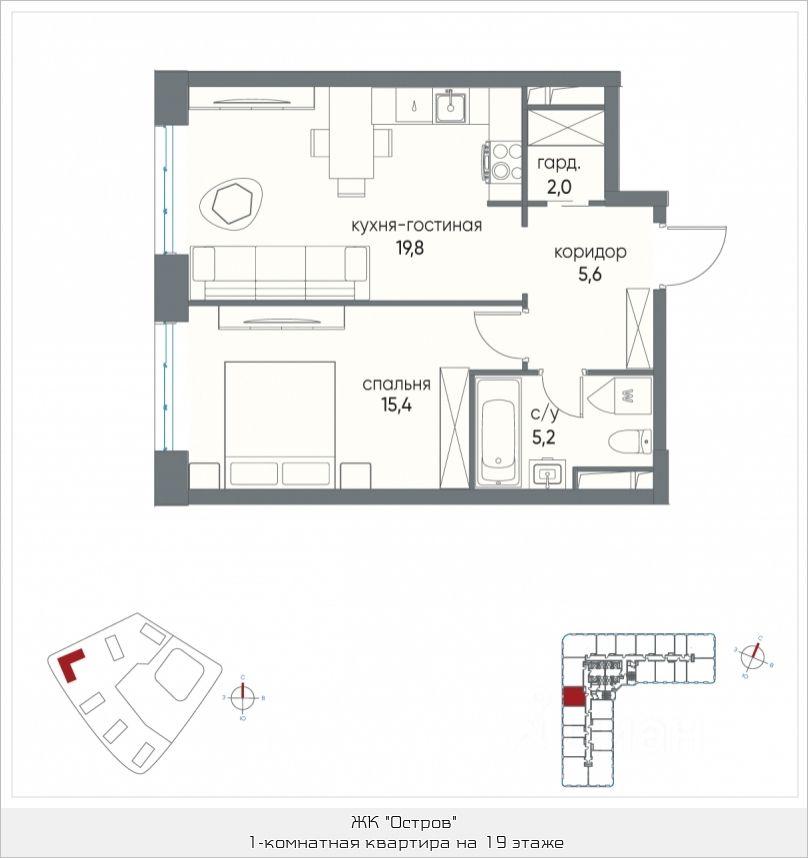 гард.
2,0
кухня-гостиная
19,8
коридор
5,6
спальня
15,4
с/у
5,2
С
З
В
Ю
С
З
В
Ю
ЖК "Остров"
1-комнатная квартира на 19 этаже